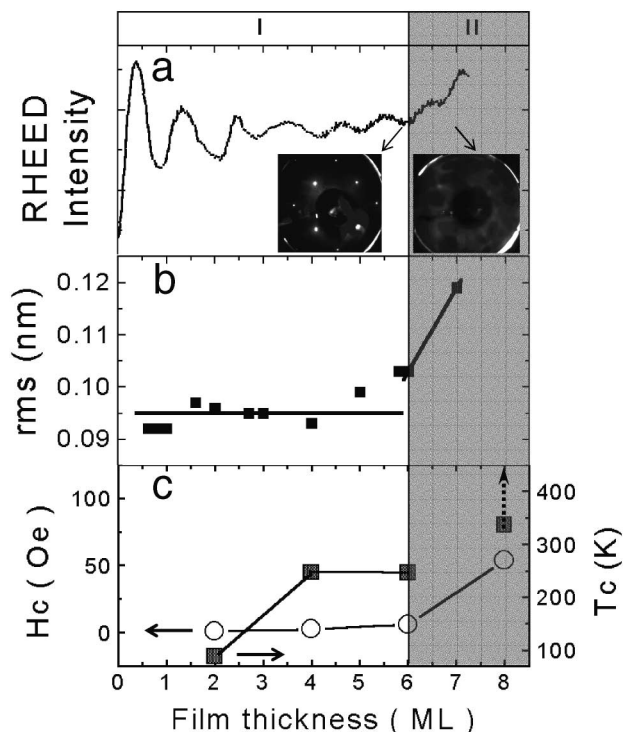 I II
a
RHEED
Intensity
b
0.12
0.11
0.10
0.09
rms (nm)
c
100
50
0
Hc ( Oe )
400
300
200
100
Tc (K)
0 1 2 3 4 5 6 7 8
Film thickness ( ML )